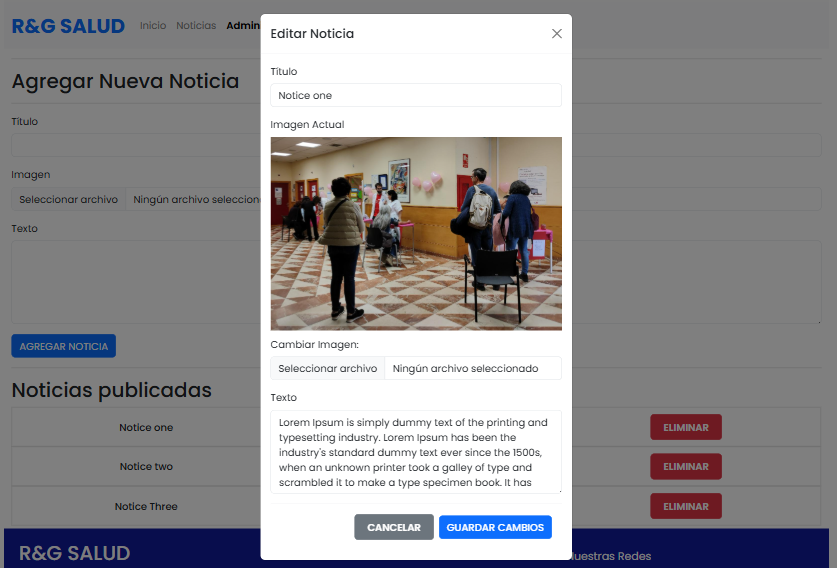 R&G SALUD Inicio Noticias Admin
Agregar Nueva Noticia
Título
Imagen
Seleccionar archivo Ningún archivo seleccion
Texto
AGREGAR NOTICIA
Noticias publicadas
Notice one ELIMINAR
Notice two ELIMINAR
Notice Three ELIMINAR
R&G SALUD
Nuestras Redes
Editar Noticia
Título
Notice one
Imagen Actual
Cambiar Imagen:
Seleccionar archivo Ningún archivo seleccionado
Texto
Lorem Ipsum is simply dummy text of the printing and
typesetting industry. Lorem Ipsum has been the
industry's standard dummy text ever since the 1500s,
when an unknown printer took a galley of type and
scrambled it to make a type specimen book. It has
CANCELAR GUARDAR CAMBIOS